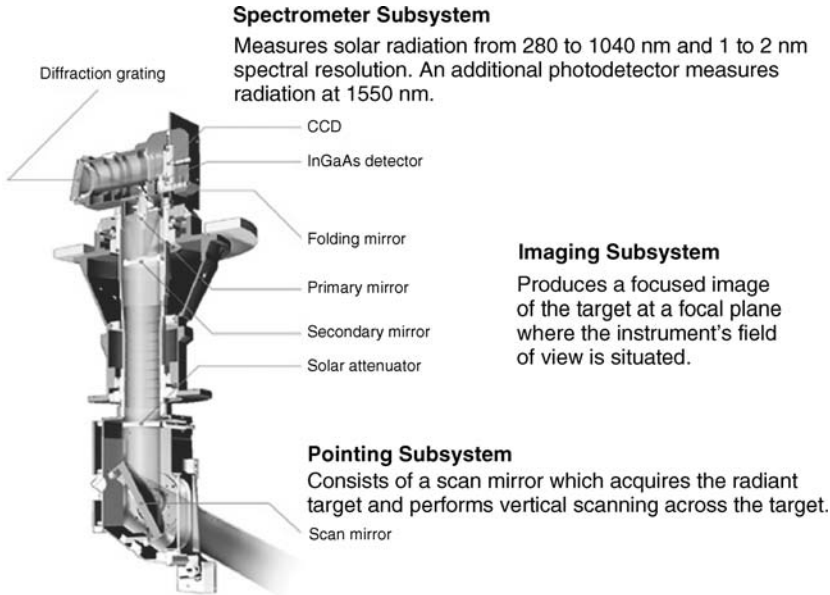 Spectrometer Subsystem
Measures solar radiation from 280 to 1040 nm and 1 to 2 nm
spectral resolution. An additional photodetector measures
radiation at 1550 nm.
Diffraction grating
CCD
InGaAs detector
Folding mirror
Primary mirror
Secondary mirror
Solar attenuator
Imaging Subsystem
Produces a focused image
of the target at a focal plane
where the instrument's field
of view is situated.
Pointing Subsystem
Consists of a scan mirror which acquires the radiant
target and performs vertical scanning across the target.
Scan mirror